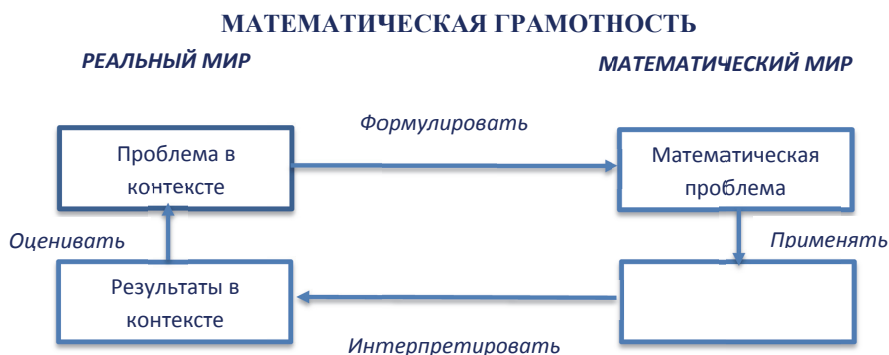 МАТЕМАТИЧЕСКАЯ ГРАМОТНОСТЬ
РЕАЛЬНЫЙ МИР
МАТЕМАТИЧЕСКИЙ МИР
Формулировать
Проблема в
контексте
Математическая
проблема
Оценивать
Применять
Результаты в
контексте
Интерпретировать